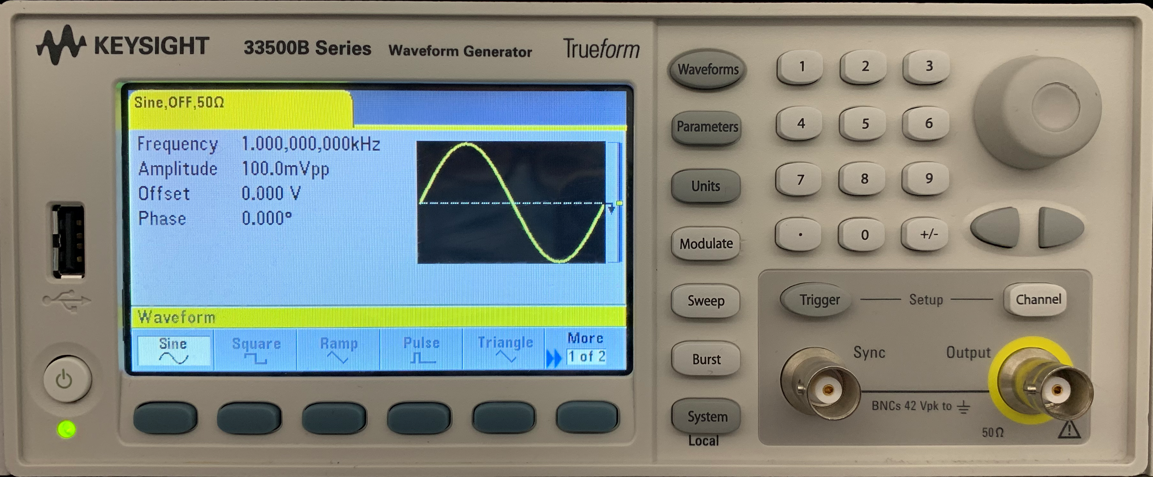 KEYSIGHT 33500B Series Waveform Generator Trueform
Sine,OFF,50Ω
Frequency 1.000,000,000kHz
Amplitude 100.0mVpp
Offset 0.000 V
Phase 0.000°
Waveform
Sine Square Ramp Pulse Triangle More
1 of 2
Waveforms
Parameters
Units
Modulate
Sweep
Burst
System
Local
1 2 3
4 5 6
7 8 9
. 0 +/-
Trigger Setup Channel
Sync Output
BNCs 42 Vpk to
50Ω